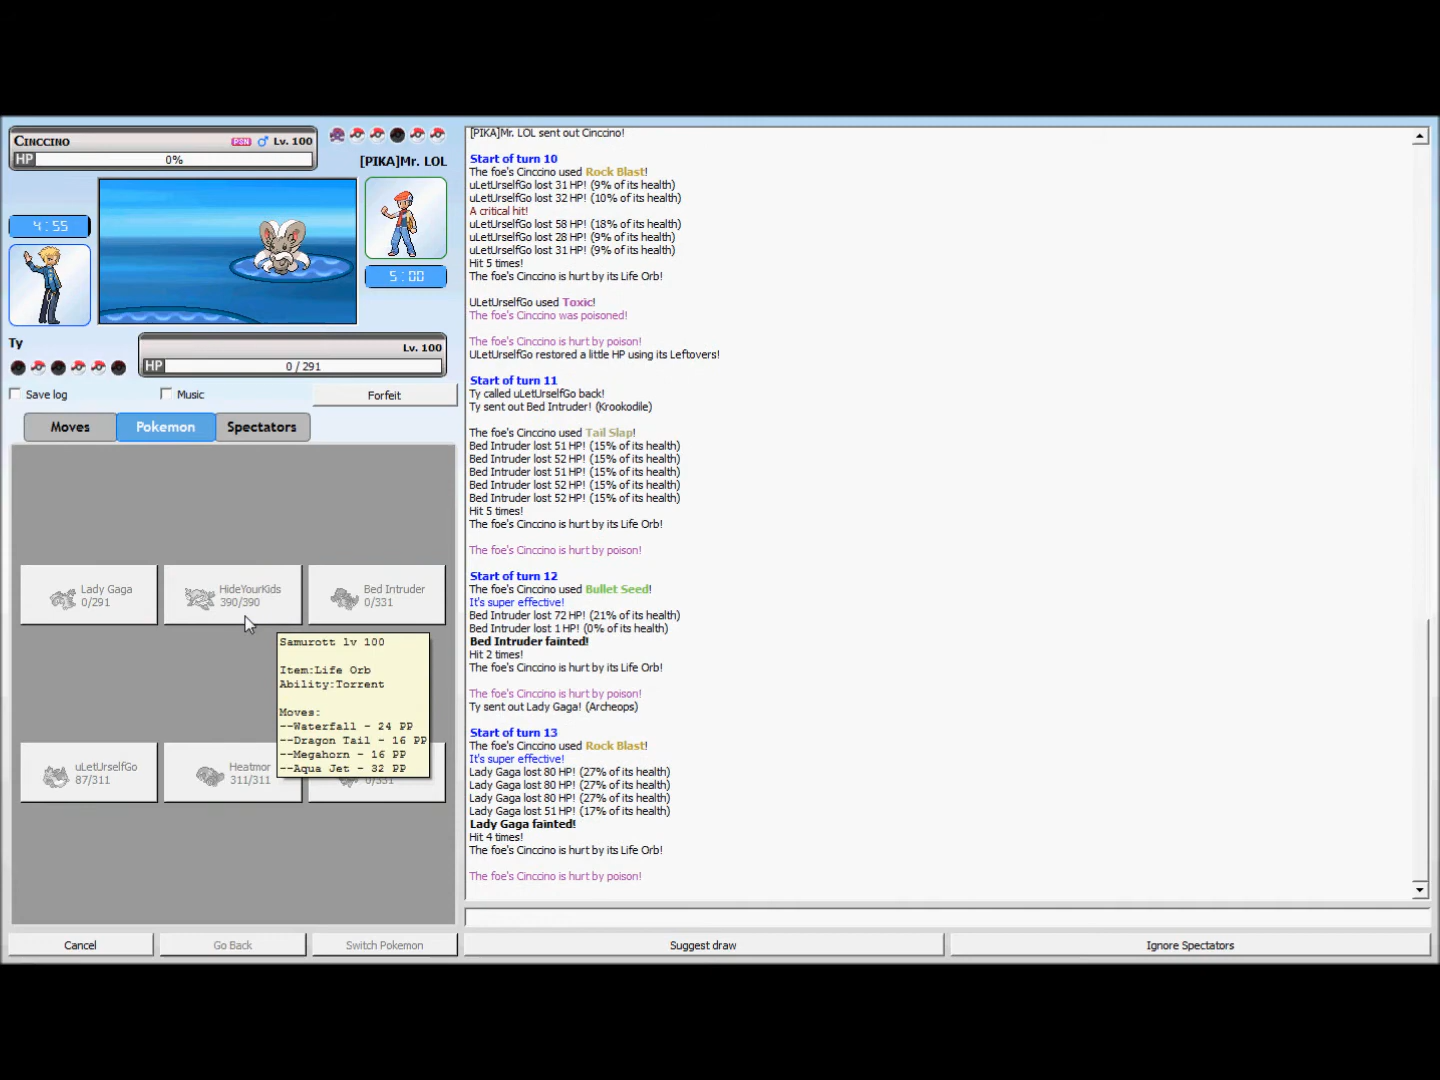 CINCCINO PSN ♂ Lv. 100
HP 0%
[PIKA]Mr. LOL
4:55
5:00
Ty
Lv. 100
HP 0 / 291
Save log
Music
Forfeit
Moves
Pokemon
Spectators
Lady Gaga
0/291
HideYourKids
390/390
Bed Intruder
0/331
Samurott lv 100
Item:Life Orb
Ability:Torrent
Moves:
--Waterfall - 24 PP
--Dragon Tail - 16 PP
--Megahorn - 16 PP
--Aqua Jet - 32 PP
uLetUrselfGo
87/311
Heatmor
311/311
0/331
Cancel
Go Back
Switch Pokemon
[PIKA]Mr. LOL sent out Cinccino!
Start of turn 10
The foe's Cinccino used Rock Blast!
uLetUrselfGo lost 31 HP! (9% of its health)
uLetUrselfGo lost 32 HP! (10% of its health)
A critical hit!
uLetUrselfGo lost 58 HP! (18% of its health)
uLetUrselfGo lost 28 HP! (9% of its health)
uLetUrselfGo lost 31 HP! (9% of its health)
Hit 5 times!
The foe's Cinccino is hurt by its Life Orb!
ULetUrselfGo used Toxic!
The foe's Cinccino was poisoned!
The foe's Cinccino is hurt by poison!
ULetUrselfGo restored a little HP using its Leftovers!
Start of turn 11
Ty called uLetUrselfGo back!
Ty sent out Bed Intruder! (Krookodile)
The foe's Cinccino used Tail Slap!
Bed Intruder lost 51 HP! (15% of its health)
Bed Intruder lost 52 HP! (15% of its health)
Bed Intruder lost 51 HP! (15% of its health)
Bed Intruder lost 52 HP! (15% of its health)
Bed Intruder lost 52 HP! (15% of its health)
Hit 5 times!
The foe's Cinccino is hurt by its Life Orb!
The foe's Cinccino is hurt by poison!
Start of turn 12
The foe's Cinccino used Bullet Seed!
It's super effective!
Bed Intruder lost 72 HP! (21% of its health)
Bed Intruder lost 1 HP! (0% of its health)
Bed Intruder fainted!
Hit 2 times!
The foe's Cinccino is hurt by its Life Orb!
The foe's Cinccino is hurt by poison!
Ty sent out Lady Gaga! (Archeops)
Start of turn 13
The foe's Cinccino used Rock Blast!
It's super effective!
Lady Gaga lost 80 HP! (27% of its health)
Lady Gaga lost 80 HP! (27% of its health)
Lady Gaga lost 80 HP! (27% of its health)
Lady Gaga lost 51 HP! (17% of its health)
Lady Gaga fainted!
Hit 4 times!
The foe's Cinccino is hurt by its Life Orb!
The foe's Cinccino is hurt by poison!
Suggest draw
Ignore Spectators